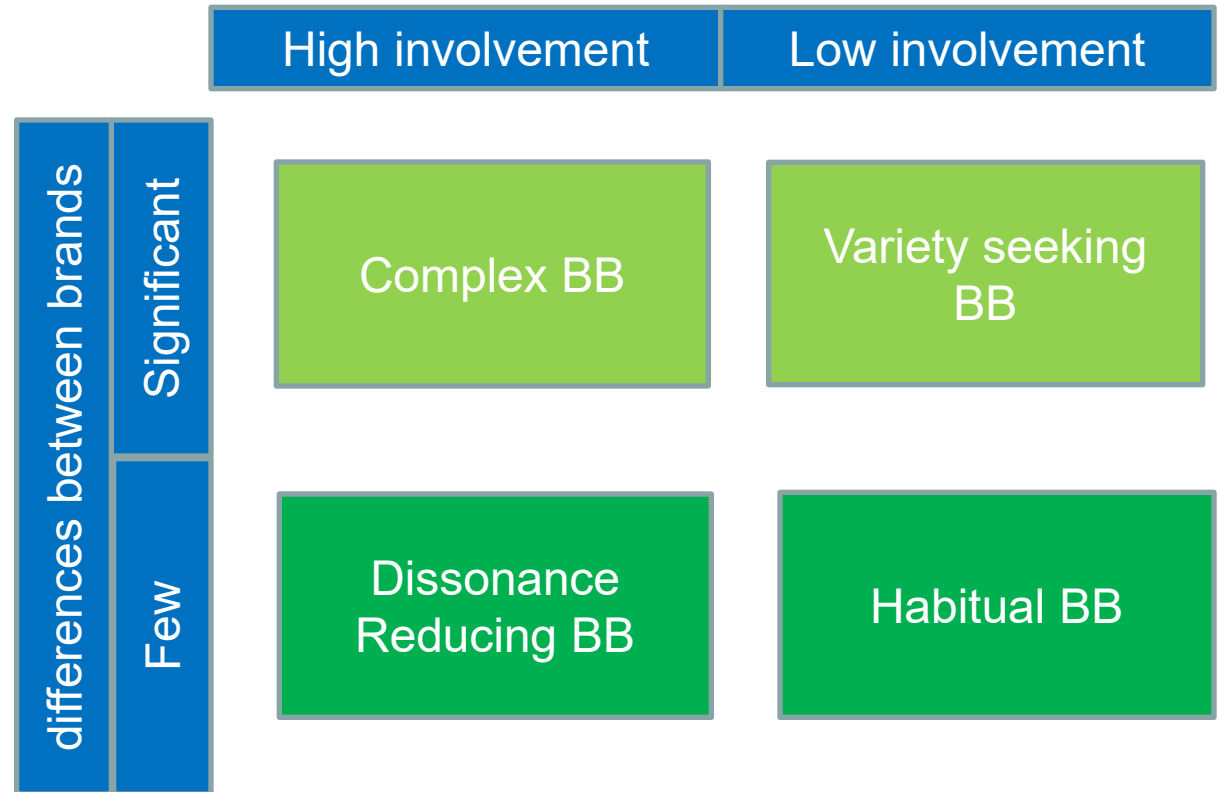 High involvement
Low involvement
differences between brands
Significant
Complex BB
Variety seeking
BB
Few
Dissonance
Reducing BB
Habitual BB